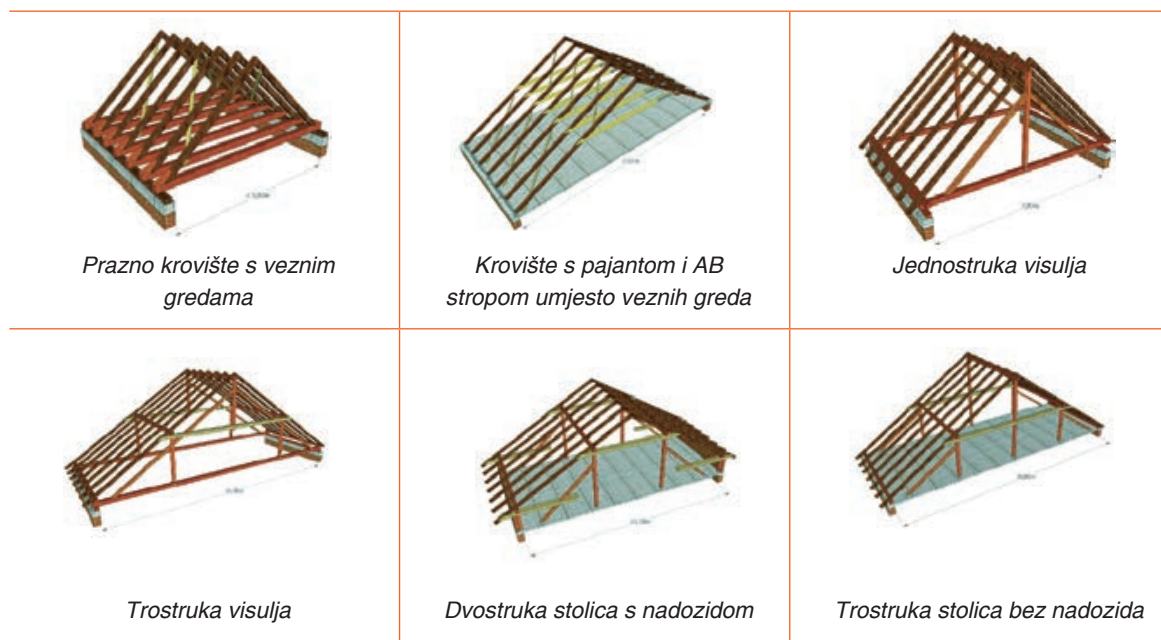 Prazno krovište s veznim
gredama
Krovište s pajantom i AB
stropom umjesto veznih greda
Jednostruka visulja
Trostruka visulja
Dvostruka stolica s nadozidom
Trostruka stolica bez nadozida